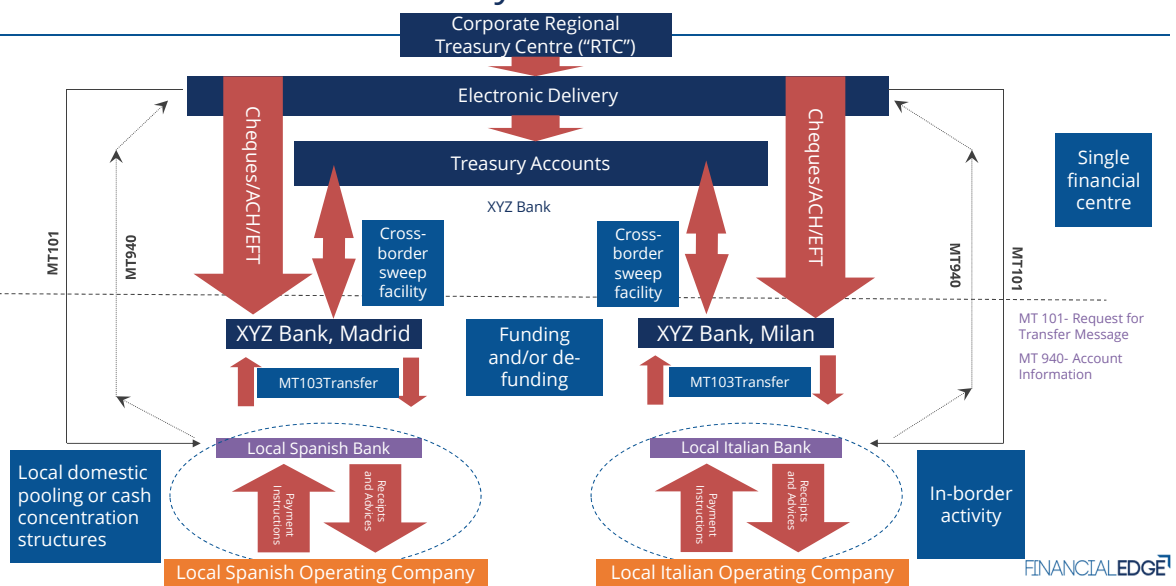 Corporate Regional
Treasury Centre (“RTC”)
Electronic Delivery
Cheques/ACH/EFT
Cheques/ACH/EFT
Treasury Accounts
XYZ Bank
Single
financial
centre
Cross-
border
sweep
facility
Cross-
border
sweep
facility
MT101
MT940
MT940
MT101
XYZ Bank, Madrid
Funding
and/or de-
funding
XYZ Bank, Milan
MT 101- Request for
Transfer Message
MT 940- Account
Information
MT103Transfer
MT103Transfer
Local Spanish Bank
Local Italian Bank
Local domestic
pooling or cash
concentration
structures
Payment
Instructions
Receipts
and Advices
Payment
Instructions
Receipts
and Advices
In-border
activity
Local Spanish Operating Company
Local Italian Operating Company
FINANCIALEDGE